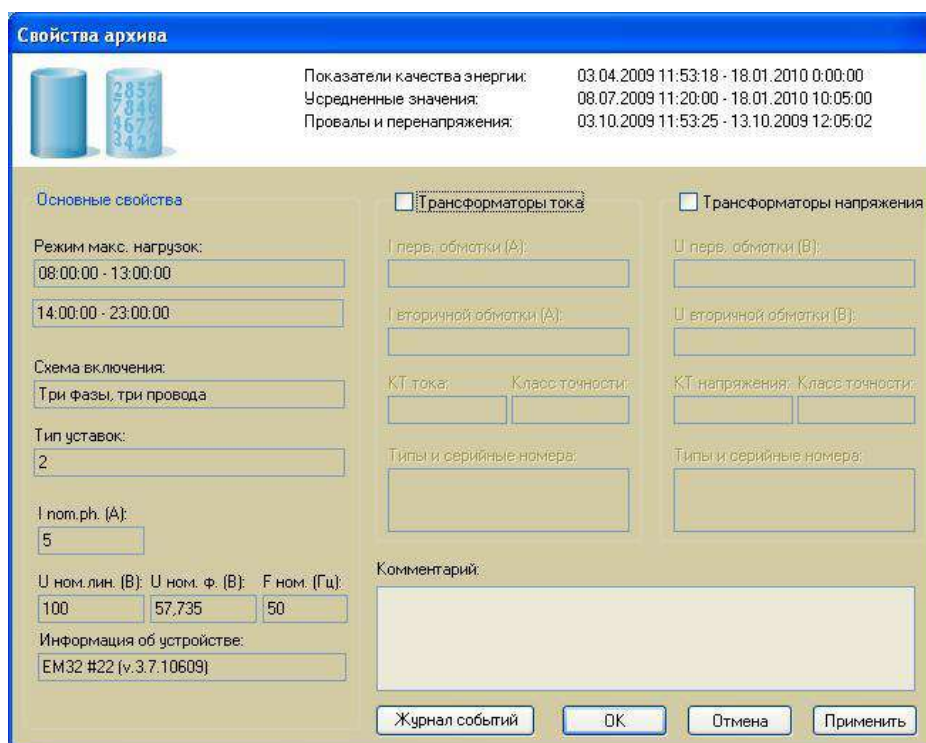 Свойства архива
Показатели качества энергии: 03.04.2009 11:53:18 - 18.01.2010 0:00:00
Усредненные значения: 08.07.2009 11:20:00 - 18.01.2010 10:05:00
Провалы и перенапряжения: 03.10.2009 11:53:25 - 13.10.2009 12:05:02
2857
7846
4677
3427
Основные свойства
Режим макс. нагрузок:
08:00:00 - 13:00:00
14:00:00 - 23:00:00
Схема включения:
Три фазы, три провода
Тип уставок:
2
I nom.ph. (А):
5
U ном.лин. (В): U ном. ф. (В): F ном. (Гц):
100 57,735 50
Информация об устройстве:
EM32 #22 (v.3.7.10609)
Трансформаторы тока
I перв. обмотки (А):
I вторичной обмотки (А):
КТ тока: Класс точности:
Типы и серийные номера:
Трансформаторы напряжения
U перв. обмотки (В):
U вторичной обмотки (В):
КТ напряжения: Класс точности:
Типы и серийные номера:
Комментарий:
Журнал событий OK Отмена Применить